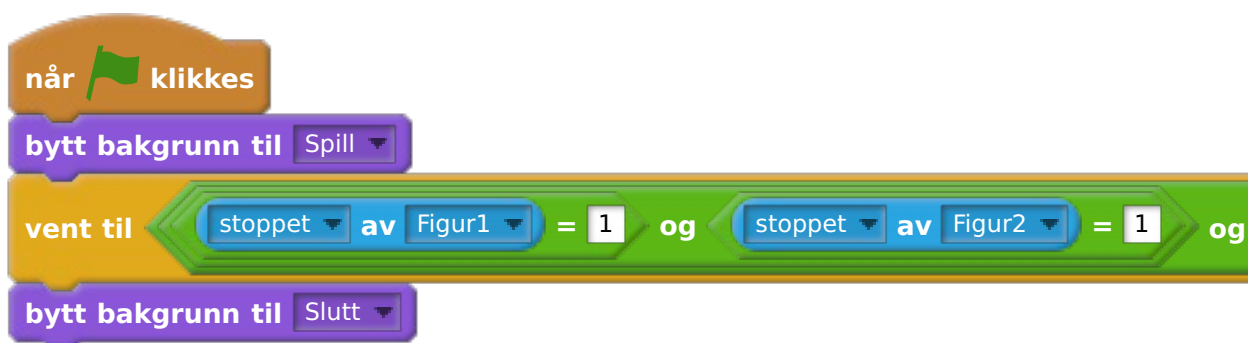 når klikkes
bytt bakgrunn til Spill
vent til stoppet av Figur1 = 1 og stoppet av Figur2 = 1 og
bytt bakgrunn til Slutt